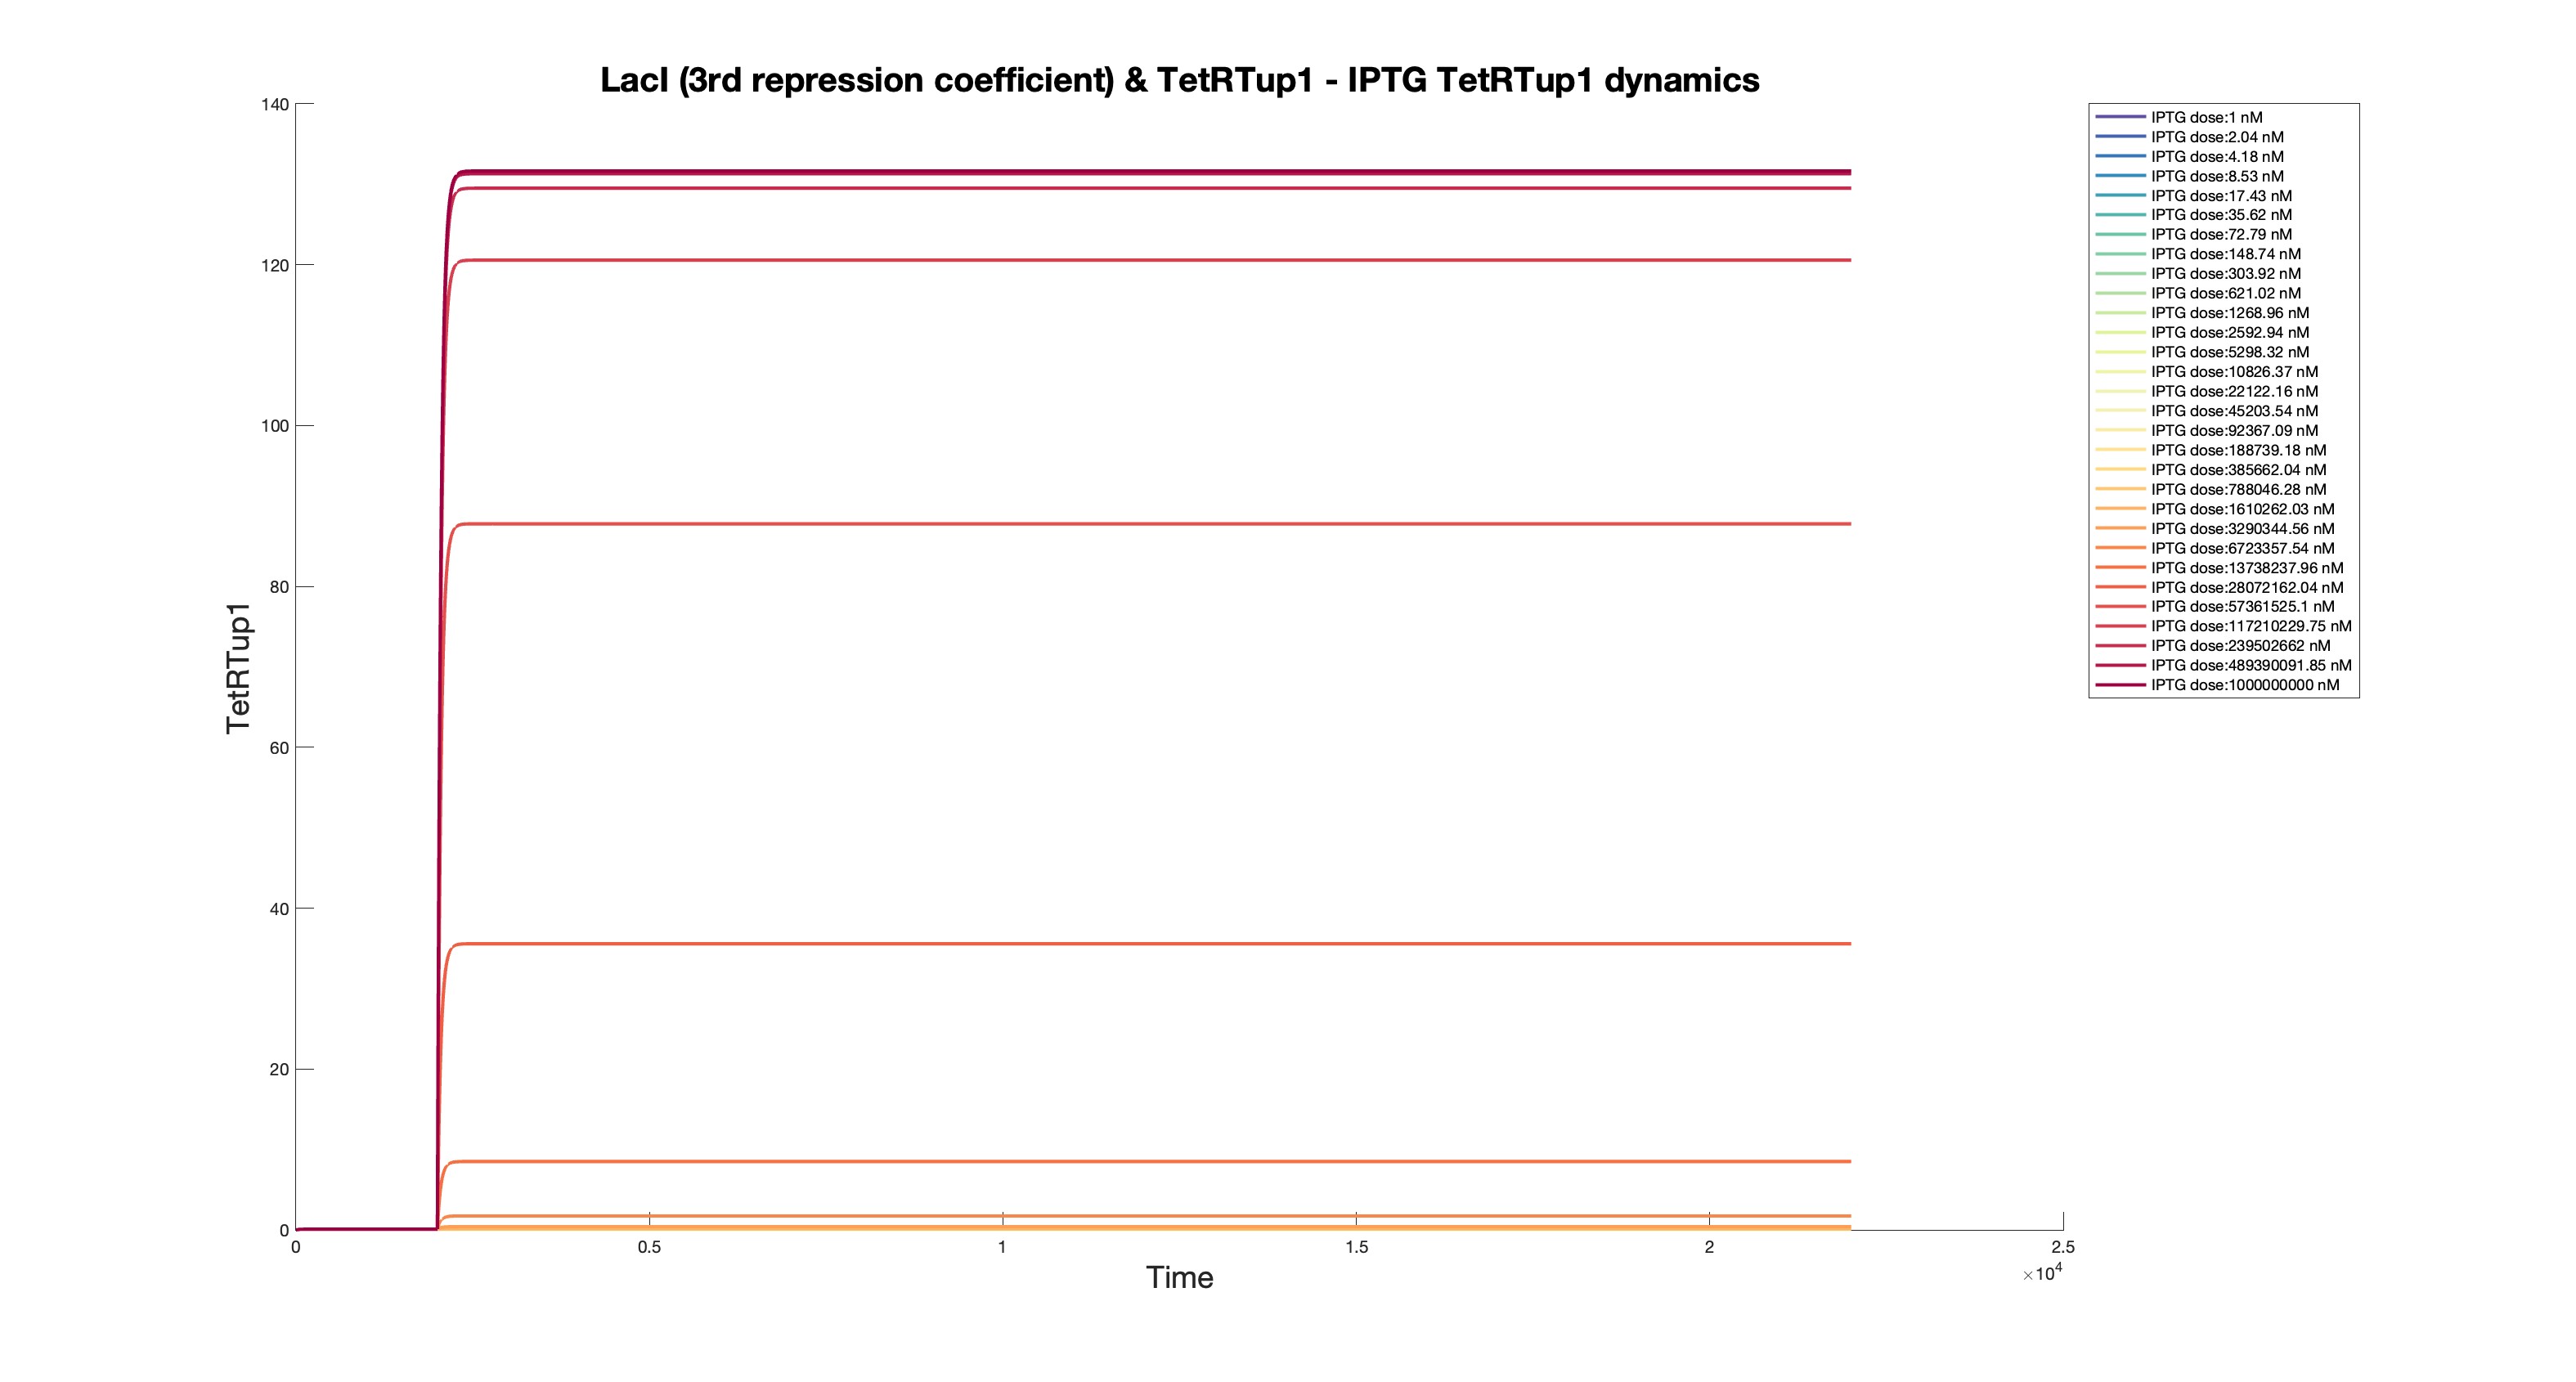 LacI (3rd repression coefficient) & TetRTup1 - IPTG TetRTup1 dynamics
140
120
100
80
60
40
20
0
TetRTup1
0 0.5 1 1.5 2 2.5
×10^4
Time
IPTG dose:1 nM
IPTG dose:2.04 nM
IPTG dose:4.18 nM
IPTG dose:8.53 nM
IPTG dose:17.43 nM
IPTG dose:35.62 nM
IPTG dose:72.79 nM
IPTG dose:148.74 nM
IPTG dose:303.92 nM
IPTG dose:621.02 nM
IPTG dose:1268.96 nM
IPTG dose:2592.94 nM
IPTG dose:5298.32 nM
IPTG dose:10826.37 nM
IPTG dose:22122.16 nM
IPTG dose:45203.54 nM
IPTG dose:92367.09 nM
IPTG dose:188739.18 nM
IPTG dose:385662.04 nM
IPTG dose:788046.28 nM
IPTG dose:1610262.03 nM
IPTG dose:3290344.56 nM
IPTG dose:6723357.54 nM
IPTG dose:13738237.96 nM
IPTG dose:28072162.04 nM
IPTG dose:57361525.1 nM
IPTG dose:117210229.75 nM
IPTG dose:239502662 nM
IPTG dose:489390091.85 nM
IPTG dose:1000000000 nM